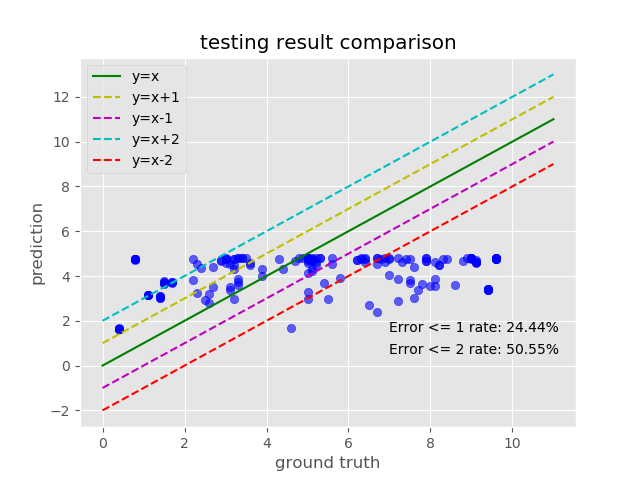 testing result comparison
y=x
y=x+1
y=x-1
y=x+2
y=x-2
12
10
8
6
4
2
0
−2
prediction
Error <= 1 rate: 24.44%
Error <= 2 rate: 50.55%
0 2 4 6 8 10
ground truth